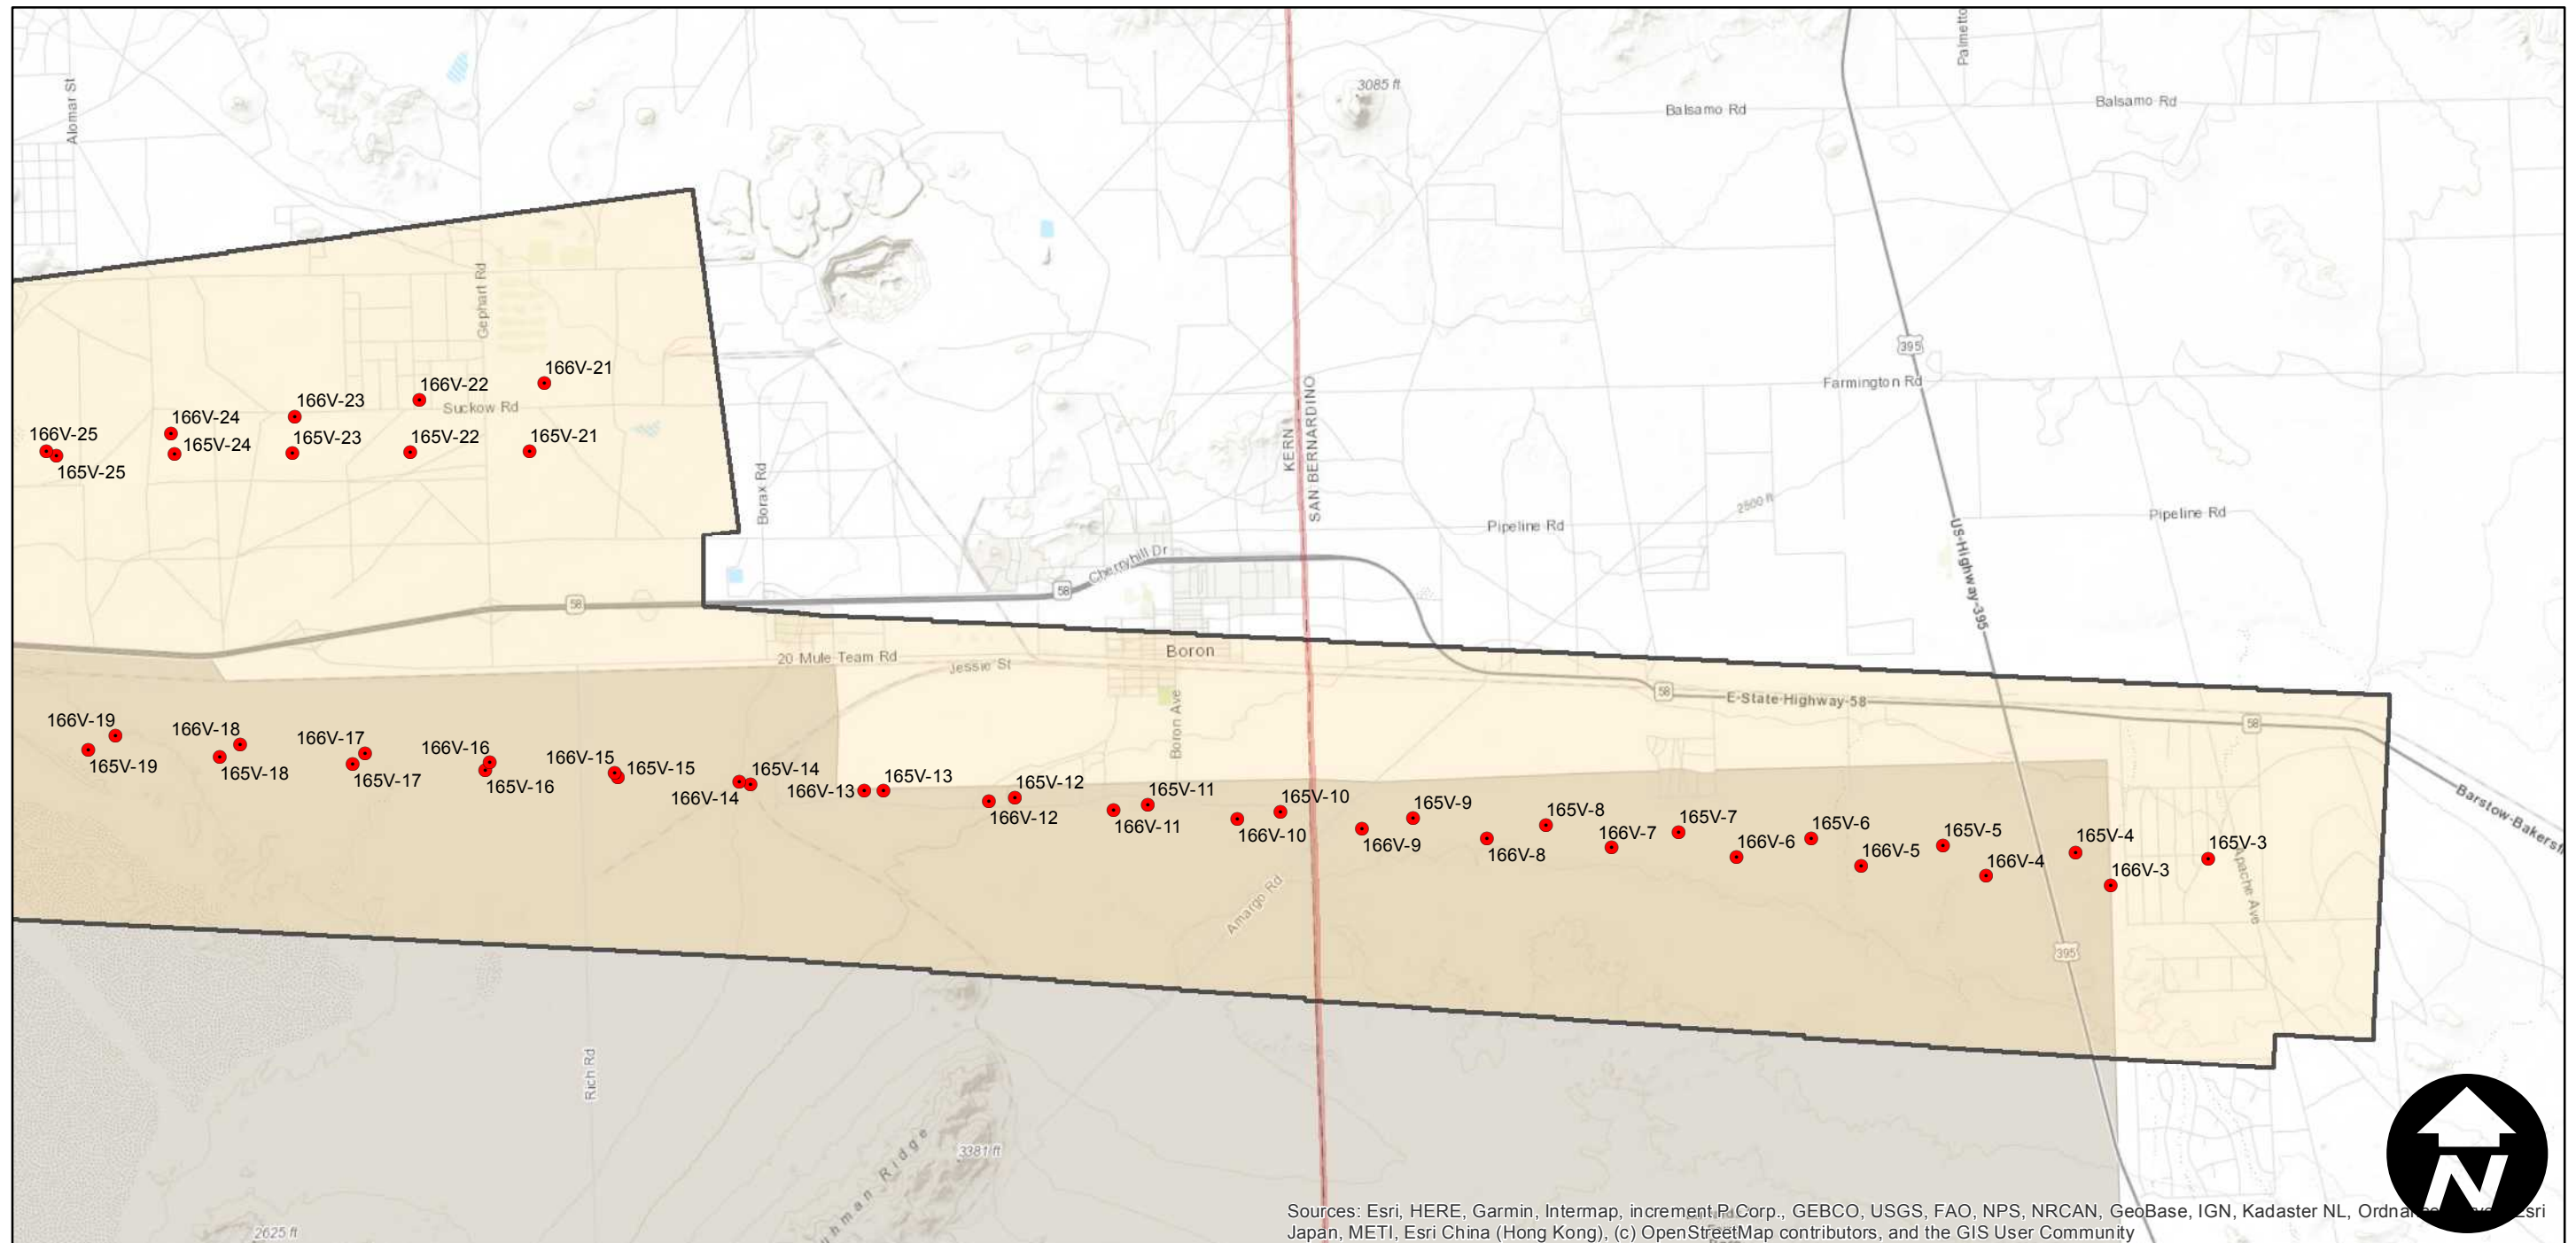 Alomar St
Palmetto
3085 ft
Balsamo Rd
Balsamo Rd
Gephart Rd
395
166V-21
Farmington Rd
166V-22
166V-23
Suckow Rd
166V-24
166V-25
165V-24
165V-23
165V-22
165V-21
165V-25
KERN
SAN BERNARDINO
Borax Rd
2500 ft
Pipeline Rd
Pipeline Rd
US-Highway-395
Cherryhill Dr
58
58
Boron
20 Mule Team Rd
Jessie St
58
E-State Highway-58
58
Boron Ave
166V-19
166V-18
166V-17
166V-16
166V-15
165V-15
165V-14
165V-13
165V-19
165V-18
165V-17
165V-16
166V-14
166V-13
165V-12
165V-11
165V-10
165V-9
165V-8
165V-7
165V-6
165V-5
165V-4
165V-3
166V-12
166V-11
166V-10
166V-9
166V-8
166V-7
166V-6
166V-5
166V-4
166V-3
Apache Ave
Amargo Rd
395
Rich Rd
3381 ft
Ridge
2625 ft
N
Sources: Esri, HERE, Garmin, Intermap, increment P Corp., GEBCO, USGS, FAO, NPS, NRCAN, GeoBase, IGN, Kadaster NL, Esri
Japan, METI, Esri China (Hong Kong), (c) OpenStreetMap contributors, and the GIS User Community